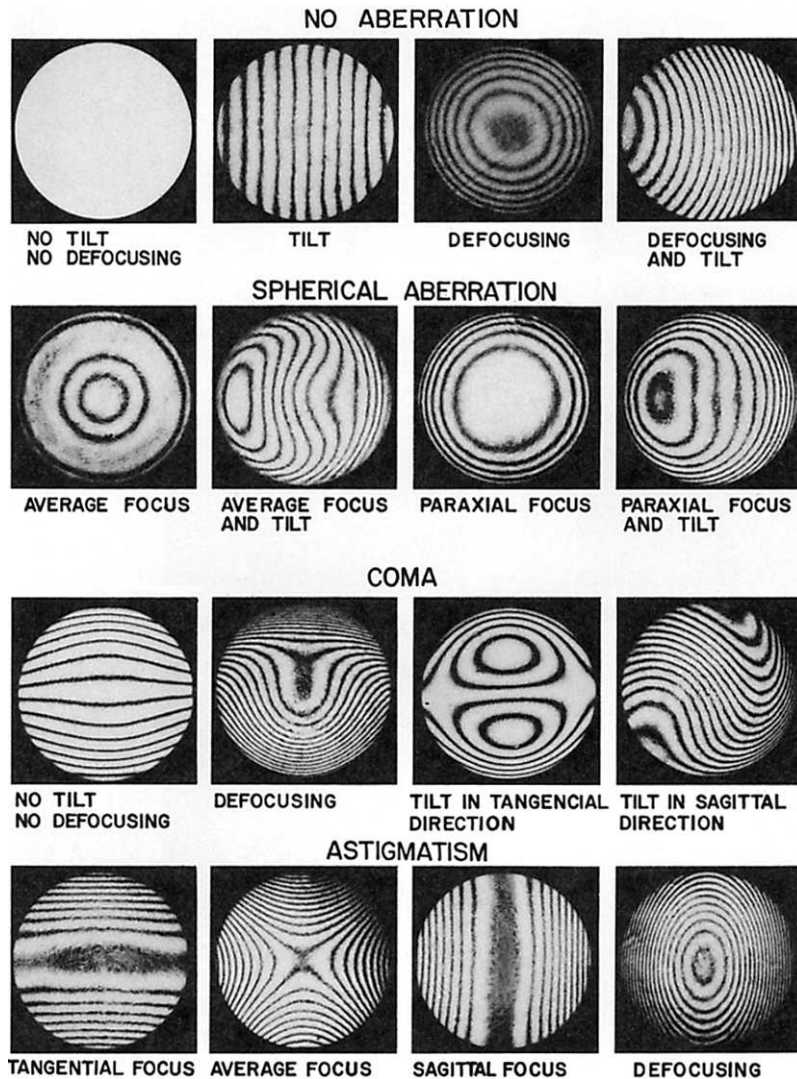 NO ABERRATION
NO TILT
NO DEFOCUSING
TILT
DEFOCUSING
DEFOCUSING
AND TILT
SPHERICAL ABERRATION
AVERAGE FOCUS
AVERAGE FOCUS
AND TILT
PARAXIAL FOCUS
PARAXIAL FOCUS
AND TILT
COMA
NO TILT
NO DEFOCUSING
DEFOCUSING
TILT IN TANGENCIAL
DIRECTION
TILT IN SAGITTAL
DIRECTION
ASTIGMATISM
TANGENTIAL FOCUS
AVERAGE FOCUS
SAGITTAL FOCUS
DEFOCUSING